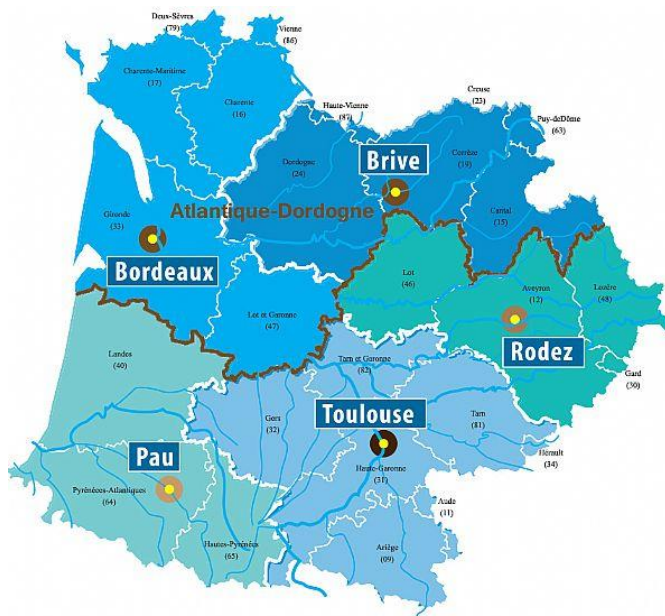 Deux-Sèvres
(79)
Vienne
(86)
Charente-Maritime
(17)
Charente
(16)
Haute-Vienne
(87)
Creuse
(23)
Puy-deDôme
(63)
Dordogne
(24)
Brive
Corrèze
(19)
Cantal
(15)
Atlantique-Dordogne
Gironde
(33)
Bordeaux
Lot et Garonne
(47)
Lot
(46)
Aveyron
(12)
Lozère
(48)
Rodez
Gard
(30)
Landes
(40)
Tarn et Garonne
(82)
Gers
(32)
Toulouse
Tarn
(81)
Hérault
(34)
Pau
Haute-Garonne
(31)
Pyrénées-Atlantiques
(64)
Aude
(11)
Hautes-Pyrénées
(65)
Ariège
(09)